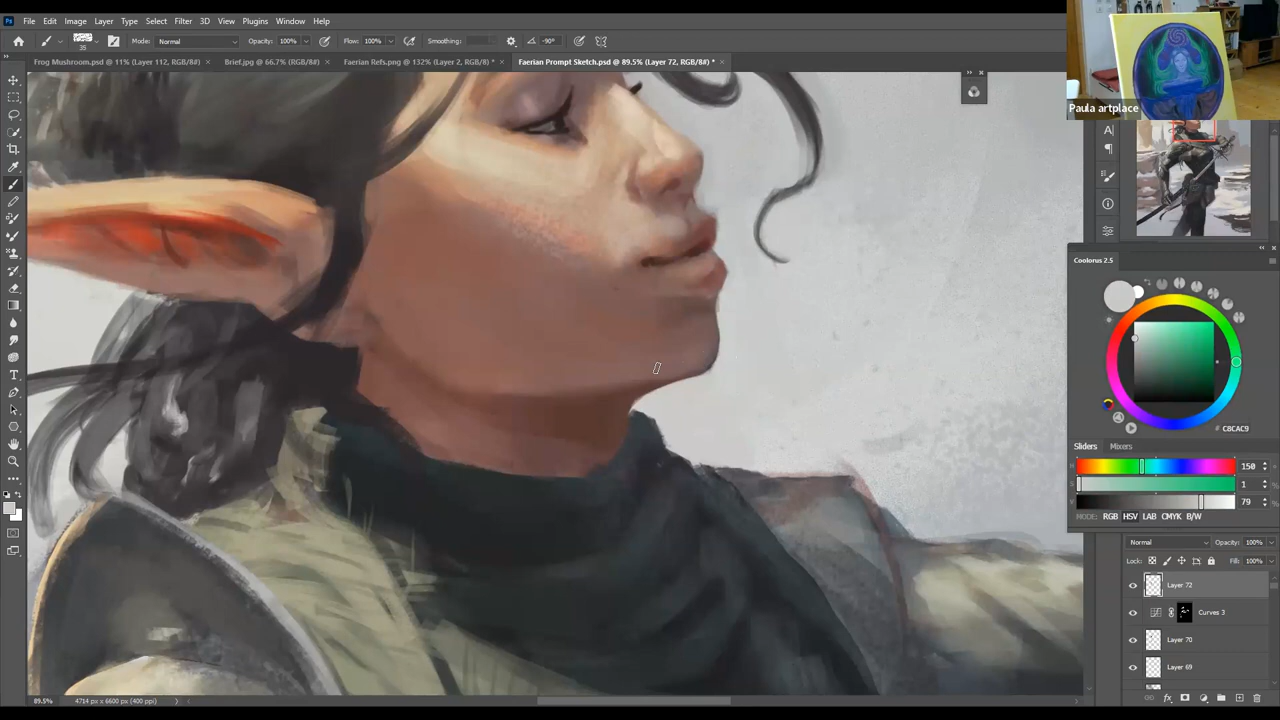 Ps File Edit Image Layer Type Select Filter 3D View Plugins Window Help
35 Mode: Normal Opacity: 100% Flow: 100% Smoothing: -90°
Frog Mushroom.psd @ 11% (Layer 112, RGB/8#) × Brief.jpg @ 66.7% (RGB/8#) × Faerian Refs.png @ 132% (Layer 2, RGB/8) * × Faerian Prompt Sketch.psd @ 89.5% (Layer 72, RGB/8#) * ×
Paula artplace
Coolorus 2.5
# C8CAC9
Sliders Mixers
H 150
S 1
V 79
MODE: RGB HSV LAB CMYK B/W
Normal Opacity: 100%
Lock: Fill: 100%
Layer 72
Curves 3
Layer 70
Layer 69
89.5% 4714 px x 6600 px (400 ppi)